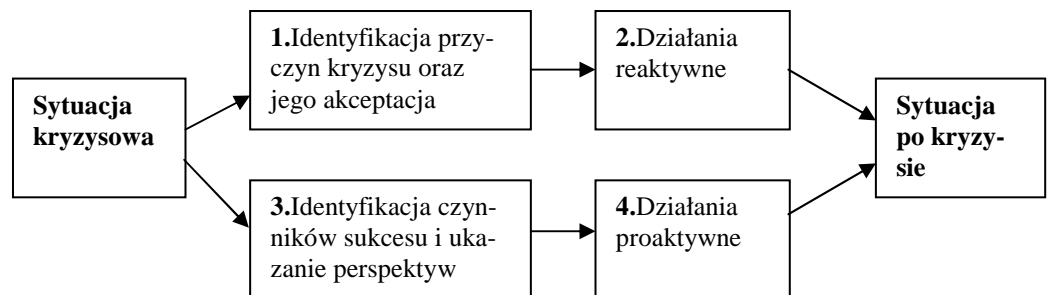 Sytuacja
kryzysowa
1.Identyfikacja przy-
czyn kryzysu oraz
jego akceptacja
2.Działania
reaktywne
3.Identyfikacja czyn-
ników sukcesu i uka-
zanie perspektyw
4.Działania
proaktywne
Sytuacja
po kryzy-
sie